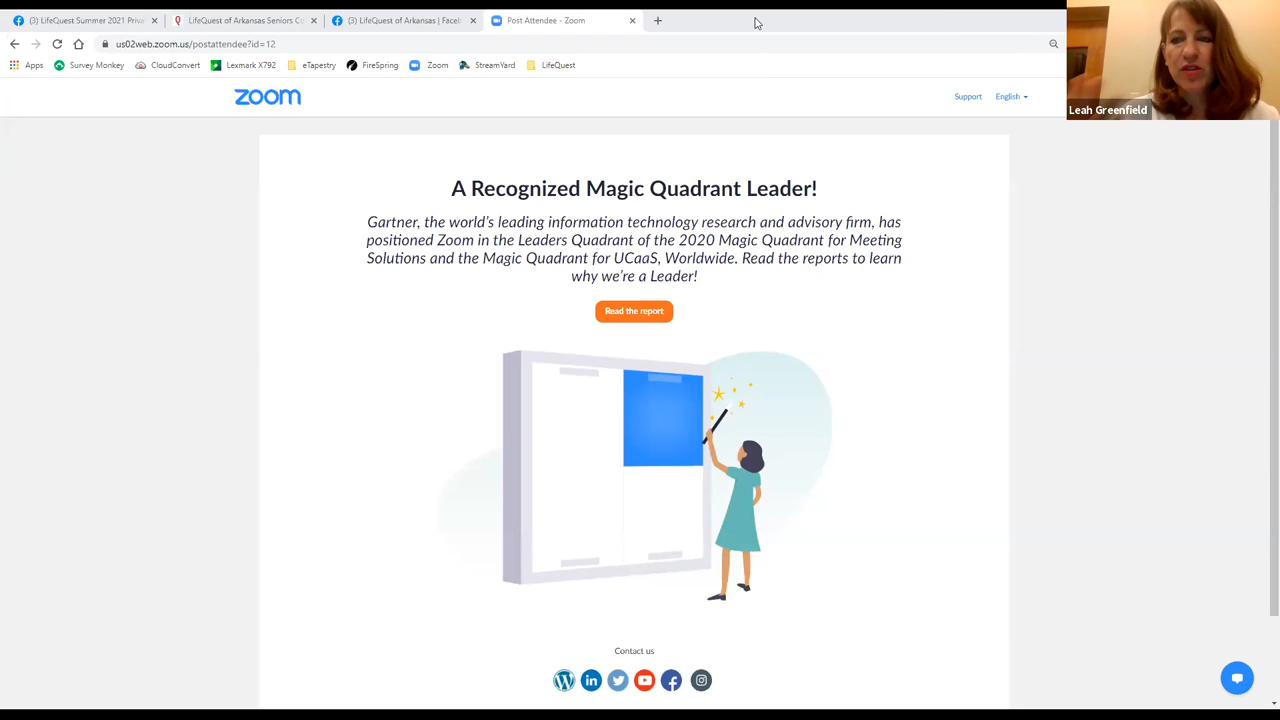 (3) LifeQuest Summer 2021 Priva
LifeQuest of Arkansas Seniors Co
(3) LifeQuest of Arkansas | Faceb
Post Attendee - Zoom
us02web.zoom.us/postattendee?id=12
Apps
Survey Monkey
CloudConvert
Lexmark X792
eTapestry
FireSpring
Zoom
StreamYard
LifeQuest
Leah Greenfield
zoom
Support
English
A Recognized Magic Quadrant Leader!
Gartner, the world's leading information technology research and advisory firm, has
positioned Zoom in the Leaders Quadrant of the 2020 Magic Quadrant for Meeting
Solutions and the Magic Quadrant for UCaaS, Worldwide. Read the reports to learn
why we're a Leader!
Read the report
Contact us